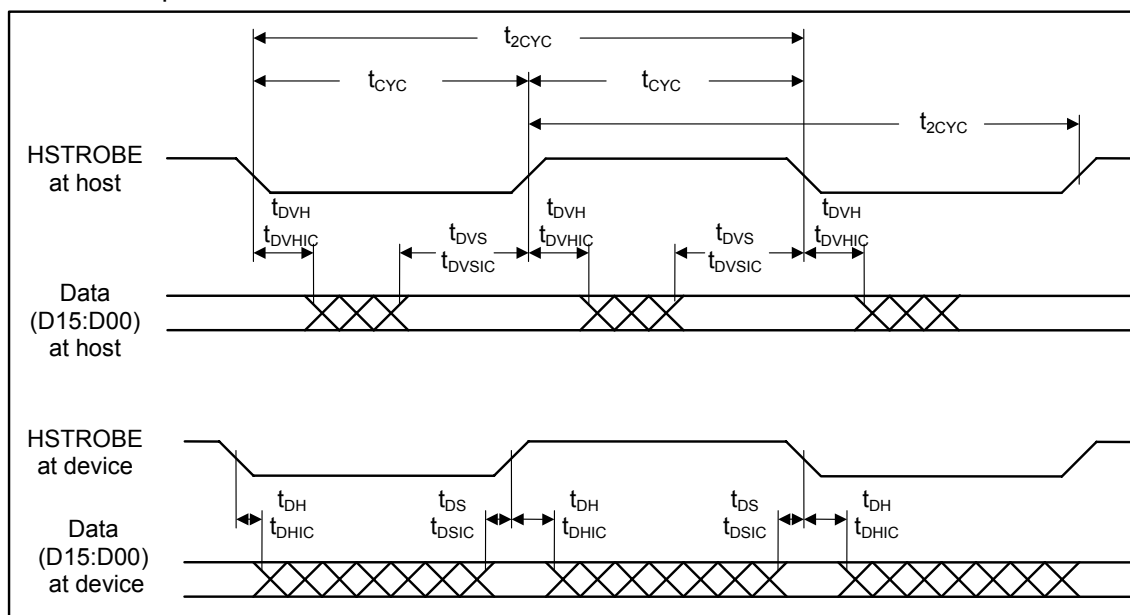 t2CYC
tCYC tCYC
t2CYC
HSTROBE
at host
tDVH tDVH tDVH
tDVHIC tDVS tDVHIC tDVS tDVHIC
tDVSIC tDVSIC
Data
(D15:D00)
at host
HSTROBE
at device
tDH tDS tDH tDS tDH
tDHIC tDSIC tDHIC tDSIC tDHIC
Data
(D15:D00)
at device